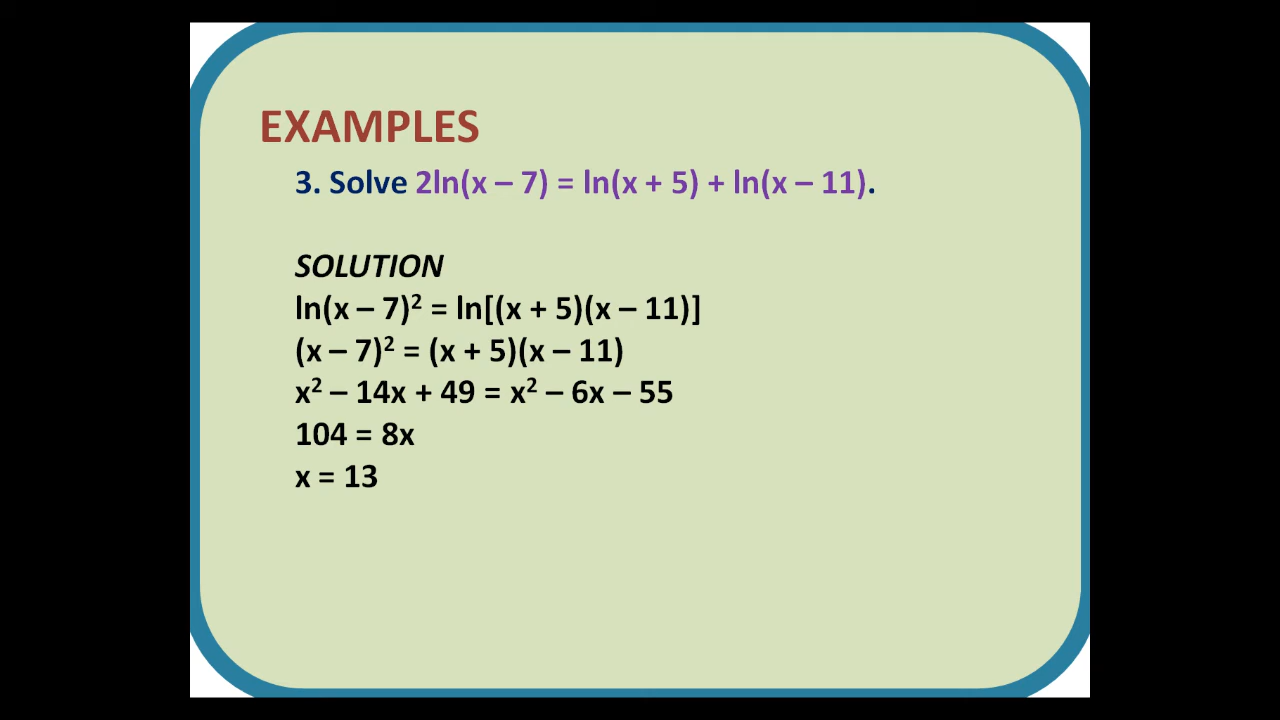 EXAMPLES
3. Solve 2ln(x – 7) = ln(x + 5) + ln(x – 11).
SOLUTION
ln(x – 7)² = ln[(x + 5)(x – 11)]
(x – 7)² = (x + 5)(x – 11)
x² – 14x + 49 = x² – 6x – 55
104 = 8x
x = 13